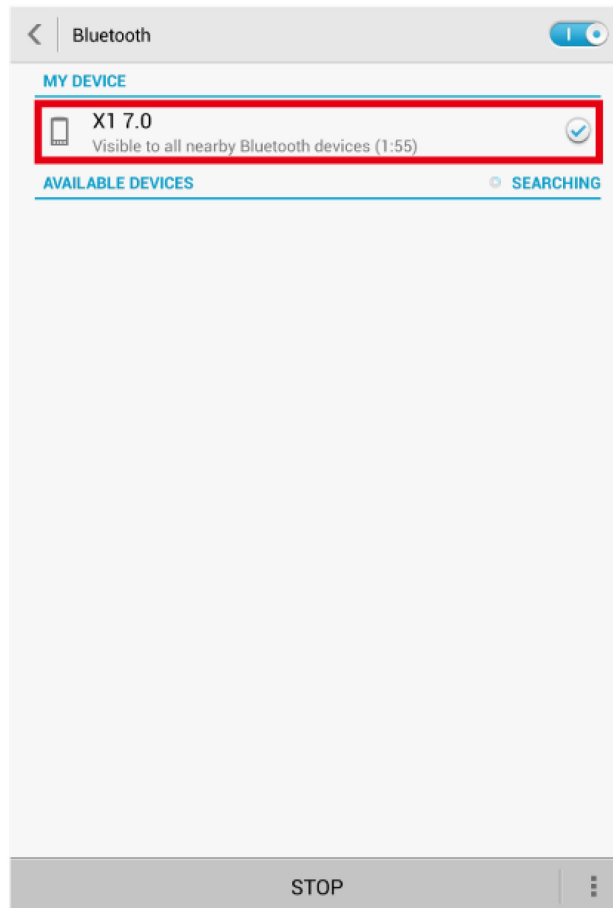 Bluetooth
MY DEVICE
X1 7.0
Visible to all nearby Bluetooth devices (1:55)
AVAILABLE DEVICES SEARCHING
STOP